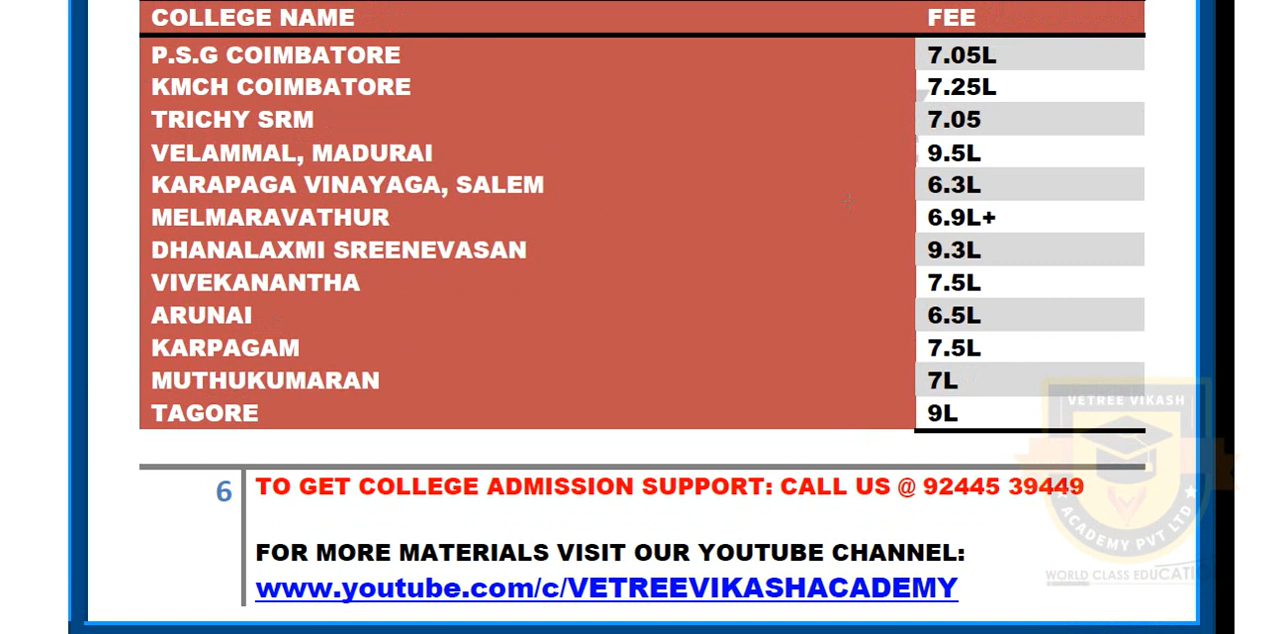 COLLEGE NAME FEE
P.S.G COIMBATORE 7.05L
KMCH COIMBATORE 7.25L
TRICHY SRM 7.05
VELAMMAL, MADURAI 9.5L
KARAPAGA VINAYAGA, SALEM 6.3L
MELMARAVATHUR 6.9L+
DHANALAXMI SREENEVASAN 9.3L
VIVEKANANTHA 7.5L
ARUNAI 6.5L
KARPAGAM 7.5L
MUTHUKUMARAN 7L
TAGORE 9L
6 TO GET COLLEGE ADMISSION SUPPORT: CALL US @ 92445 39449
FOR MORE MATERIALS VISIT OUR YOUTUBE CHANNEL:
www.youtube.com/c/VETREEVIKASHACADEMY
VETREE VIKASH
ACADEMY PVT LTD
WORLD CLASS EDUCATIO